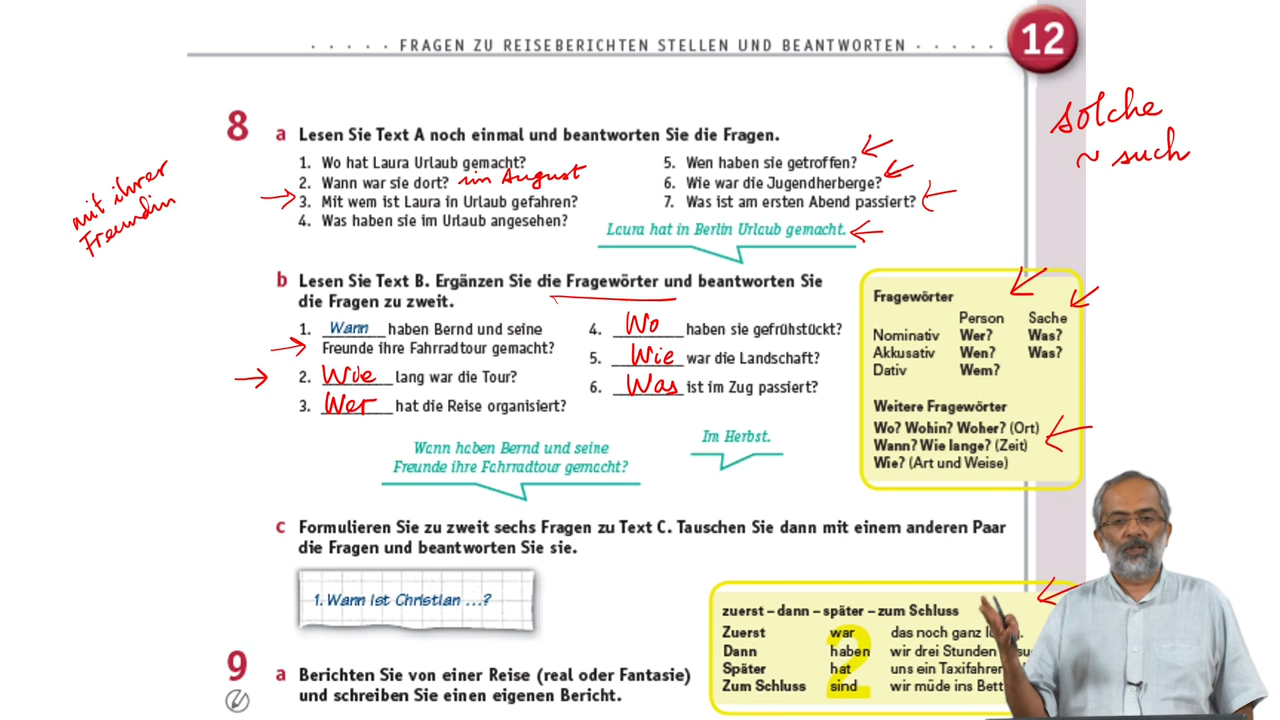 · · · · · FRAGEN ZU REISEBERICHTEN STELLEN UND BEANTWORTEN · · · · ·
12
solche
~ such
8 a Lesen Sie Text A noch einmal und beantworten Sie die Fragen.
1. Wo hat Laura Urlaub gemacht?
2. Wann war sie dort? im August
3. Mit wem ist Laura in Urlaub gefahren?
4. Was haben sie im Urlaub angesehen?
mit ihrer
Freundin
5. Wen haben sie getroffen?
6. Wie war die Jugendherberge?
7. Was ist am ersten Abend passiert?
Laura hat in Berlin Urlaub gemacht.
b Lesen Sie Text B. Ergänzen Sie die Fragewörter und beantworten Sie
die Fragen zu zweit.
1. Wann haben Bernd und seine
Freunde ihre Fahrradtour gemacht?
2. Wie lang war die Tour?
3. Wer hat die Reise organisiert?
4. Wo haben sie gefrühstückt?
5. Wie war die Landschaft?
6. Was ist im Zug passiert?
Wann haben Bernd und seine
Freunde ihre Fahrradtour gemacht?
Im Herbst.
Fragewörter
Person Sache
Nominativ Wer? Was?
Akkusativ Wen? Was?
Dativ Wem?
Weitere Fragewörter
Wo? Wohin? Woher? (Ort)
Wann? Wie lange? (Zeit)
Wie? (Art und Weise)
c Formulieren Sie zu zweit sechs Fragen zu Text C. Tauschen Sie dann mit einem anderen Paar
die Fragen und beantworten Sie sie.
1. Wann ist Christian ...?
zuerst – dann – später – zum Schluss
Zuerst war das noch ganz
Dann haben wir drei Stunden
Später hat uns ein
Zum Schluss sind wir müde ins Bett
2
9 a Berichten Sie von einer Reise (real oder Fantasie)
und schreiben Sie einen eigenen Bericht.